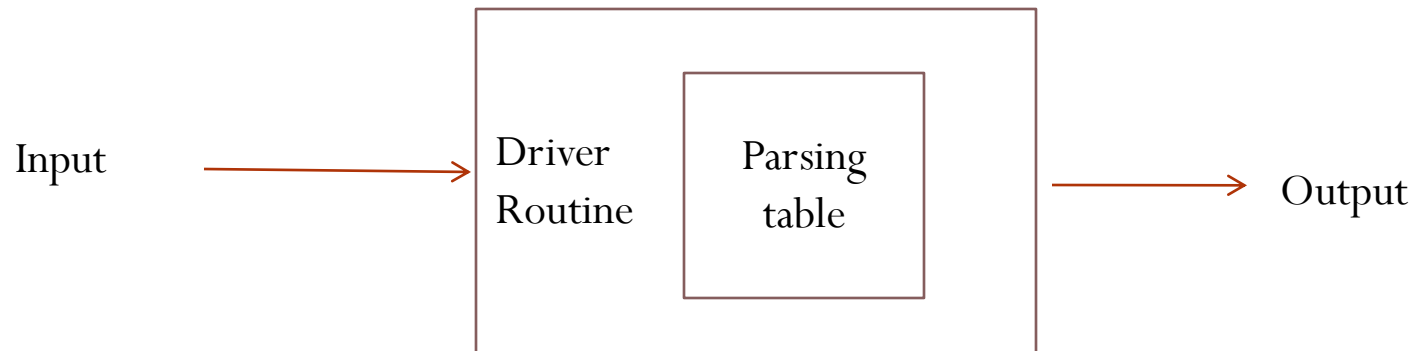 Input
Driver
Routine
Parsing
table
Output